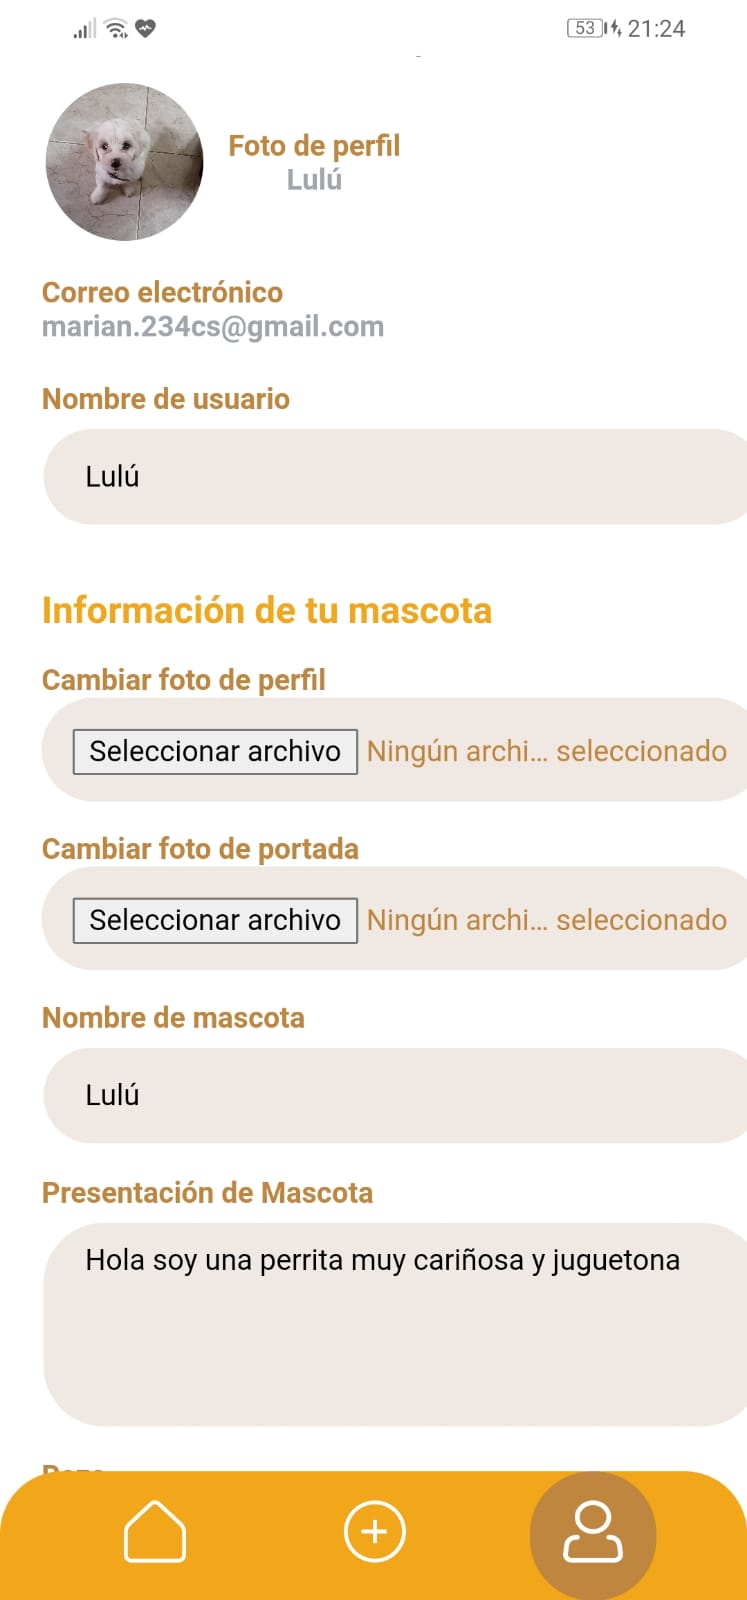 53 21:24
Foto de perfil
Lulú
Correo electrónico
marian.234cs@gmail.com
Nombre de usuario
Lulú
Información de tu mascota
Cambiar foto de perfil
Seleccionar archivo Ningún archi... seleccionado
Cambiar foto de portada
Seleccionar archivo Ningún archi... seleccionado
Nombre de mascota
Lulú
Presentación de Mascota
Hola soy una perrita muy cariñosa y juguetona